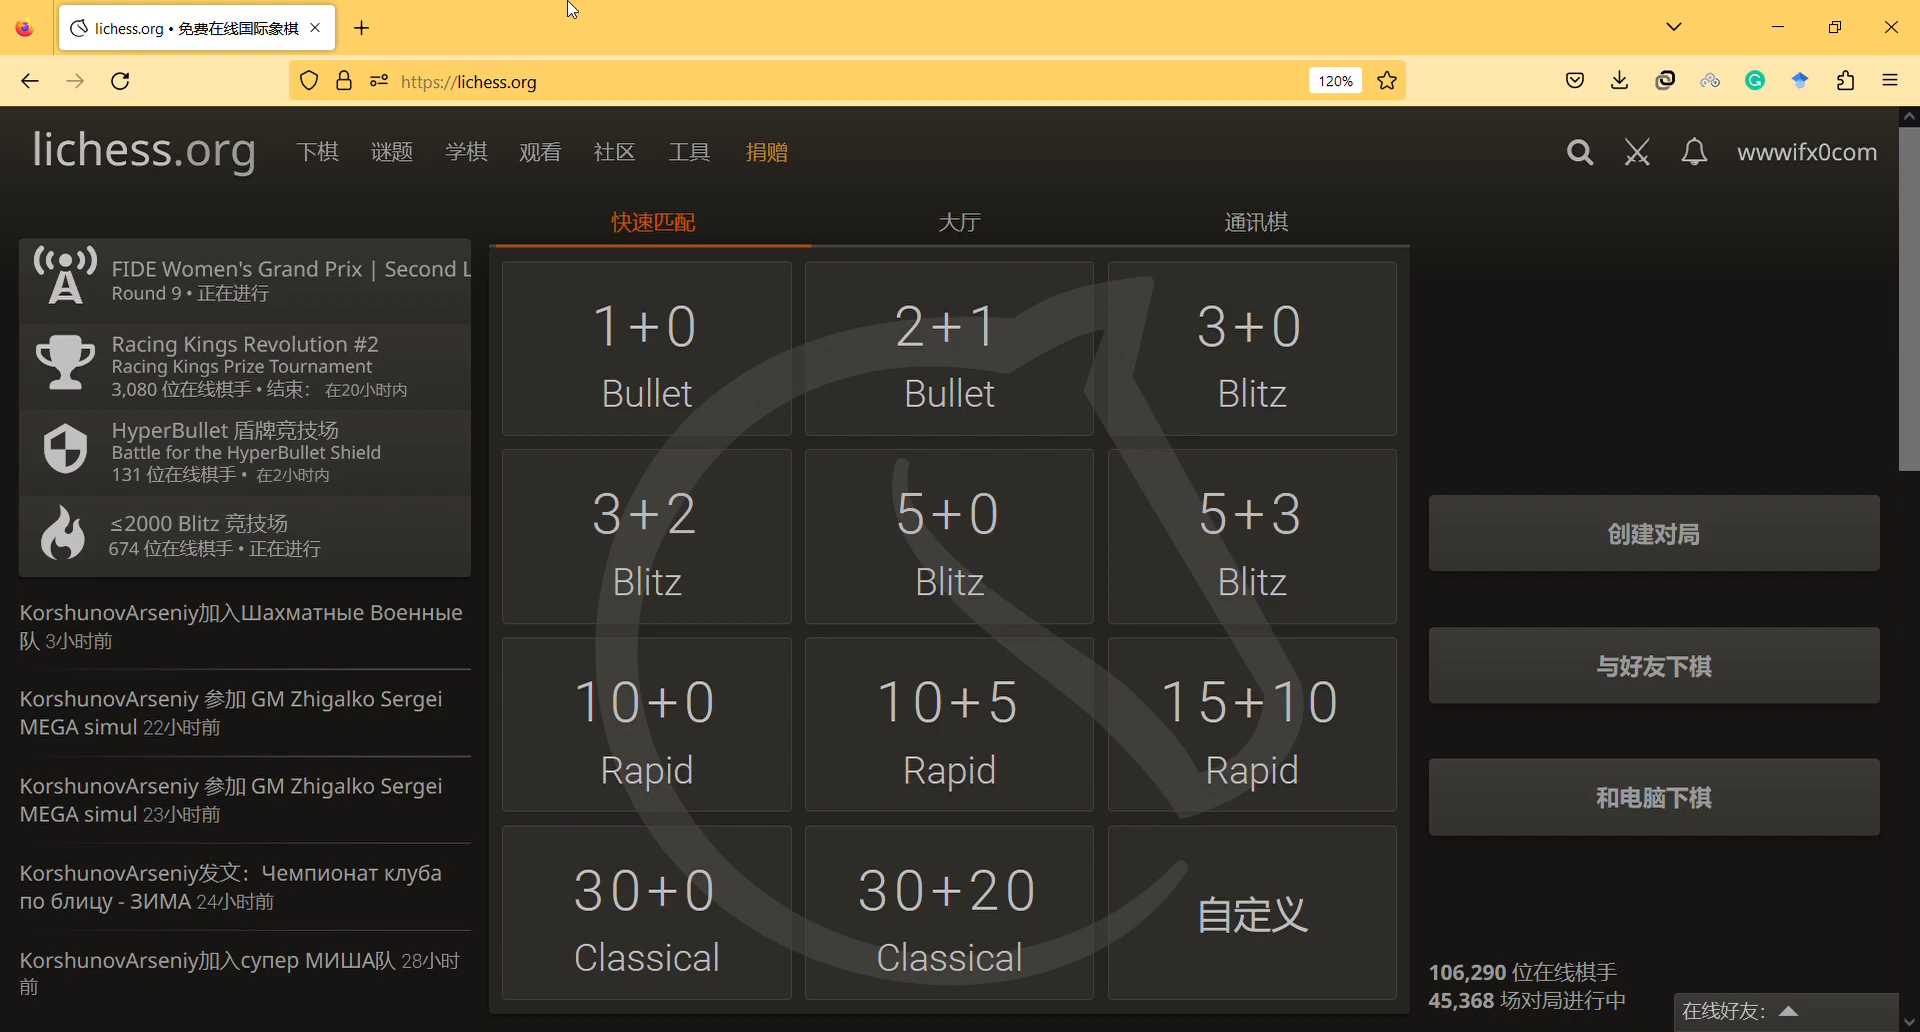 lichess.org • 免费在线国际象棋
https://lichess.org
120%
lichess.org
下棋
谜题
学棋
观看
社区
工具
捐赠
wwwifx0com
FIDE Women's Grand Prix | Second L
Round 9 • 正在进行
Racing Kings Revolution #2
Racing Kings Prize Tournament
3,080 位在线棋手 • 结束： 在20小时内
HyperBullet 盾牌竞技场
Battle for the HyperBullet Shield
131 位在线棋手 • 在2小时内
≤2000 Blitz 竞技场
674 位在线棋手 • 正在进行
KorshunovArseniy加入Шахматные Военные
队 3小时前
KorshunovArseniy 参加 GM Zhigalko Sergei
MEGA simul 22小时前
KorshunovArseniy 参加 GM Zhigalko Sergei
MEGA simul 23小时前
KorshunovArseniy发文：Чемпионат клуба
по блицу - ЗИМА 24小时前
KorshunovArseniy加入супер МИША队 28小时
前
快速匹配
大厅
通讯棋
1+0
Bullet
2+1
Bullet
3+0
Blitz
3+2
Blitz
5+0
Blitz
5+3
Blitz
10+0
Rapid
10+5
Rapid
15+10
Rapid
30+0
Classical
30+20
Classical
自定义
创建对局
与好友下棋
和电脑下棋
106,290 位在线棋手
45,368 场对局进行中
在线好友：